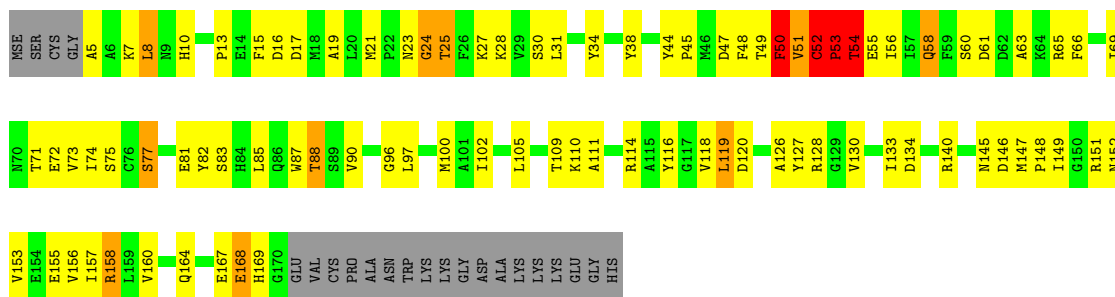 MSE SER CYS GLY A5 A6 K7 L8 N9 H10 P13 E14 F15 D16 D17 M18 A19 L20 M21 P22 N23 G24 T25 F26 K27 K28 V29 S30 L31 Y34 Y38 Y44 P45 M46 D47 F48 T49 F50 V51 C52 P53 T54 E55 I56 I57 Q58 F59 S60 D61 D62 A63 K64 R65 F66 I69
N70 T71 E72 V73 I74 S75 C76 S77 E81 Y82 S83 H84 L85 Q86 W87 T88 S89 V90 G96 L97 M100 A101 I102 L105 T109 K110 A111 R114 A115 Y116 G117 V118 L119 D120 A126 Y127 R128 G129 V130 I133 D134 R140 N145 D146 M147 P148 I149 G150 R151 N152
V153 E154 E155 V156 I157 R158 L159 V160 Q164 E167 E168 H169 G170 GLU VAL CYS PRO ALA ASN TRP LYS LYS GLY ASP ALA LYS LYS LYS GLU GLY HIS